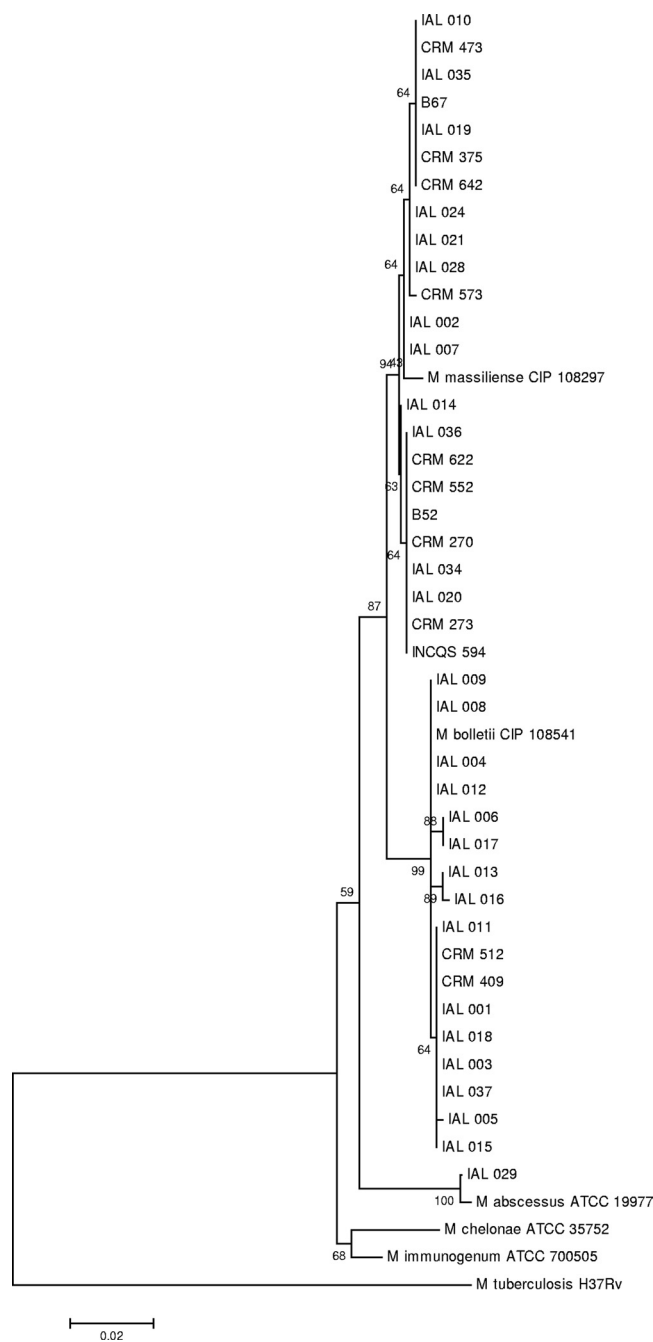 IAL 010
CRM 473
IAL 035
64
B67
IAL 019
CRM 375
CRM 642
64
IAL 024
IAL 021
64
IAL 028
CRM 573
IAL 002
IAL 007
94
43
M massiliense CIP 108297
IAL 014
IAL 036
CRM 622
63
CRM 552
B52
CRM 270
64
IAL 034
IAL 020
87
CRM 273
INCQS 594
IAL 009
IAL 008
M bolletii CIP 108541
IAL 004
IAL 012
88
IAL 006
IAL 017
99
IAL 013
89
IAL 016
59
IAL 011
CRM 512
CRM 409
IAL 001
IAL 018
64
IAL 003
IAL 037
IAL 005
IAL 015
IAL 029
100
M abscessus ATCC 19977
M chelonae ATCC 35752
68
M immunogenum ATCC 700505
M tuberculosis H37Rv
0.02